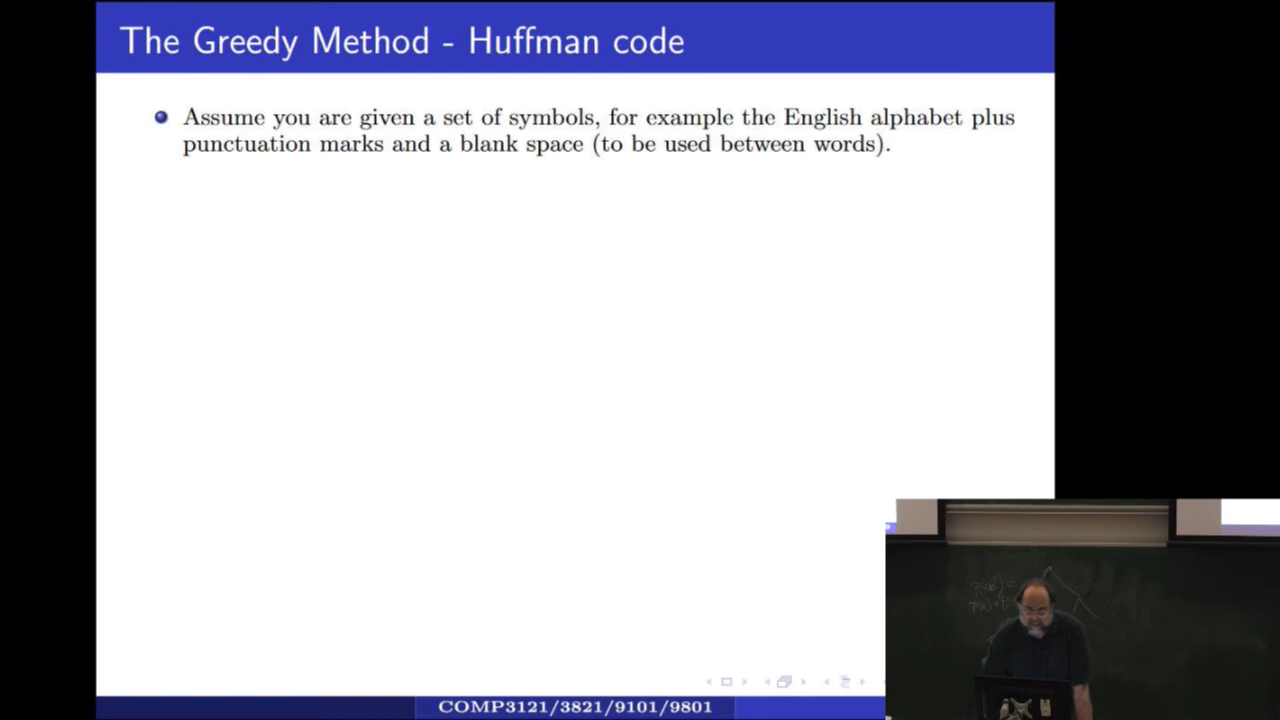 The Greedy Method - Huffman code
Assume you are given a set of symbols, for example the English alphabet plus
punctuation marks and a blank space (to be used between words).
COMP3121/3821/9101/9801